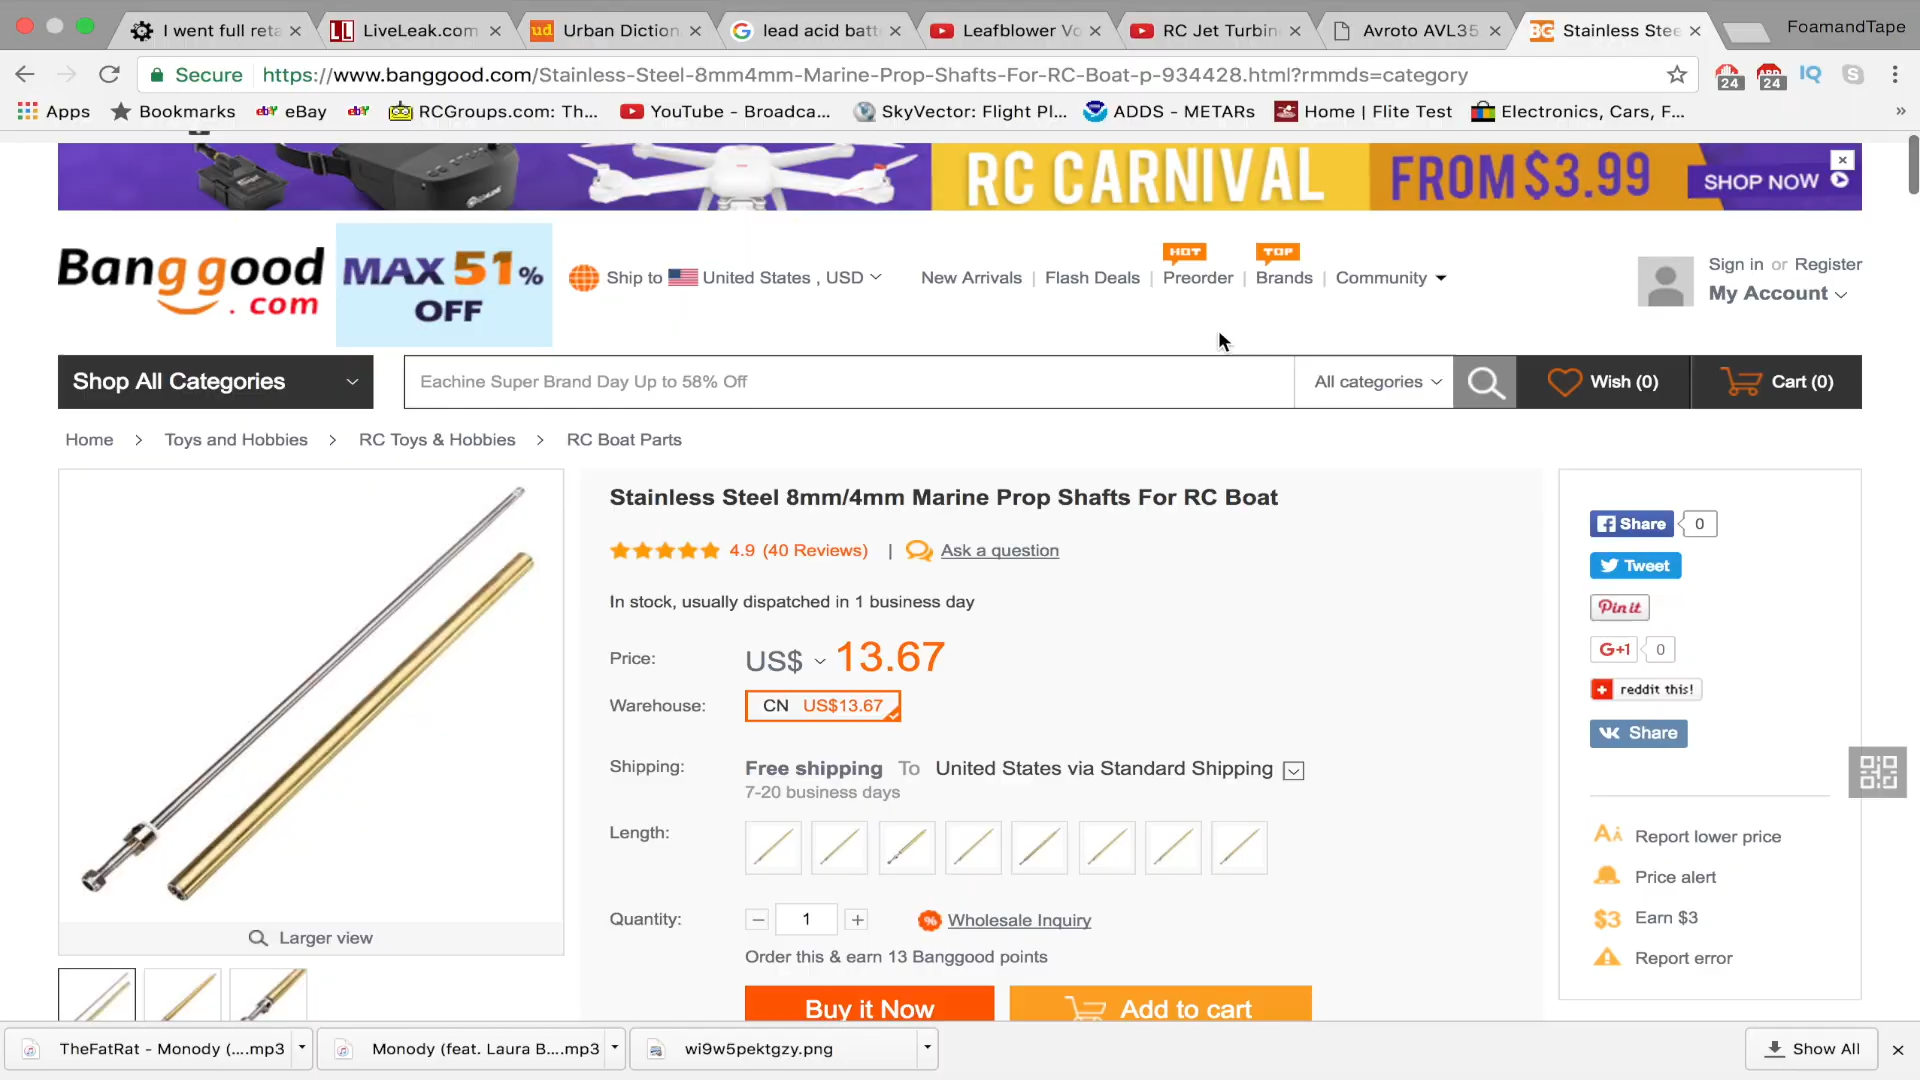 I went full reta
LiveLeak.com
ud Urban Diction
lead acid batt
Leafblower Vo
RC Jet Turbin
Avroto AVL35
BG Stainless Stee
FoamandTape
Secure https://www.banggood.com/Stainless-Steel-8mm4mm-Marine-Prop-Shafts-For-RC-Boat-p-934428.html?rmmds=category
24
24
IQ
Apps Bookmarks eBay RCGroups.com: Th... YouTube - Broadca... SkyVector: Flight Pl... ADDS - METARs Home | Flite Test Electronics, Cars, F...
RC CARNIVAL FROM $3.99 SHOP NOW
Banggood.com
MAX 51% OFF
Ship to United States , USD
New Arrivals | Flash Deals | Preorder | Brands | Community
HOT
TOP
Sign in or Register
My Account
Shop All Categories
Eachine Super Brand Day Up to 58% Off
All categories
Wish (0)
Cart (0)
Home > Toys and Hobbies > RC Toys & Hobbies > RC Boat Parts
Stainless Steel 8mm/4mm Marine Prop Shafts For RC Boat
4.9 (40 Reviews) | Ask a question
In stock, usually dispatched in 1 business day
Price: US$ 13.67
Warehouse: CN US$13.67
Shipping: Free shipping To United States via Standard Shipping
7-20 business days
Length:
Quantity: − 1 + Wholesale Inquiry
Order this & earn 13 Banggood points
Buy it Now
Add to cart
Larger view
Share 0
Tweet
Pin it
G+1 0
reddit this!
Share
Report lower price
Price alert
$3 Earn $3
Report error
TheFatRat - Monody (....mp3
Monody (feat. Laura B....mp3
wi9w5pektgzy.png
Show All